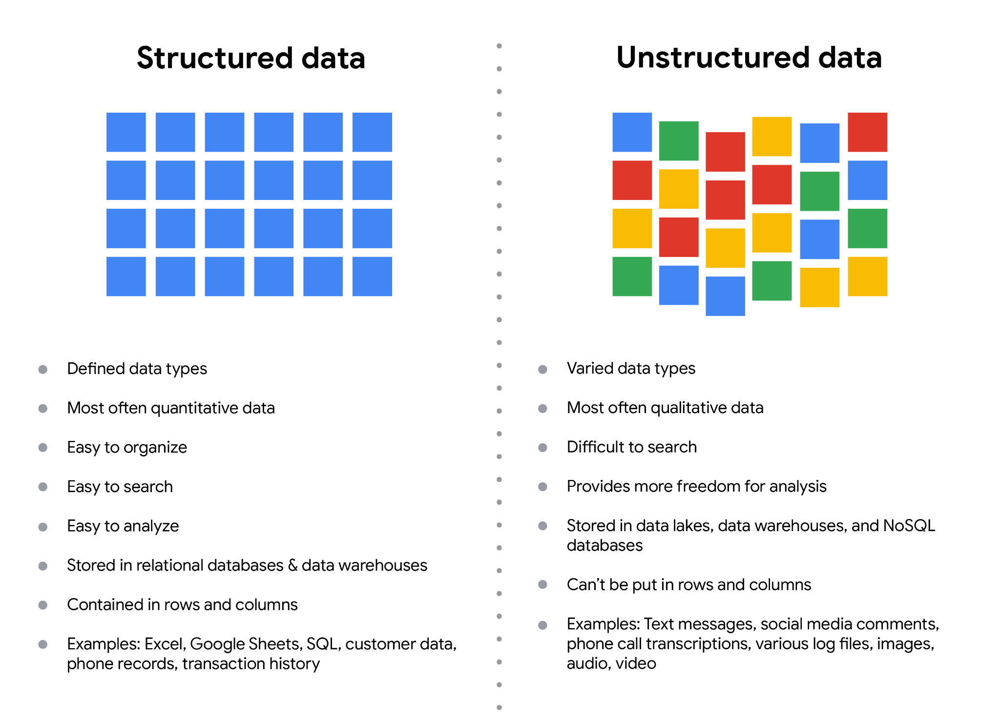 Structured data
Defined data types
Most often quantitative data
Easy to organize
Easy to search
Easy to analyze
Stored in relational databases & data warehouses
Contained in rows and columns
Examples: Excel, Google Sheets, SQL, customer data,
phone records, transaction history
Unstructured data
Varied data types
Most often qualitative data
Difficult to search
Provides more freedom for analysis
Stored in data lakes, data warehouses, and NoSQL
databases
Can’t be put in rows and columns
Examples: Text messages, social media comments,
phone call transcriptions, various log files, images,
audio, video